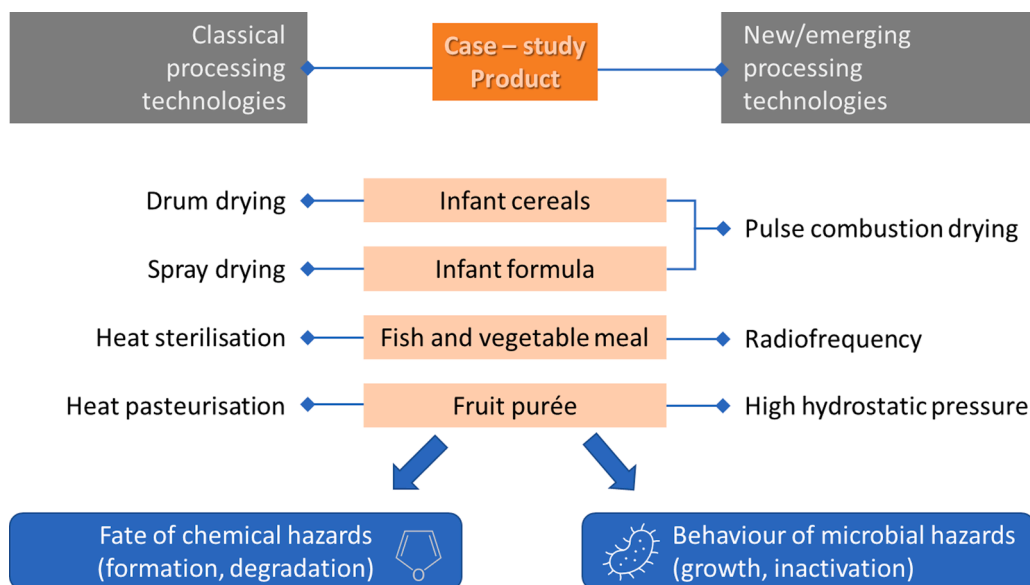 Classical
processing
technologies
Case – study
Product
New/emerging
processing
technologies
Drum drying
Infant cereals
Pulse combustion drying
Spray drying
Infant formula
Heat sterilisation
Fish and vegetable meal
Radiofrequency
Heat pasteurisation
Fruit purée
High hydrostatic pressure
Fate of chemical hazards
(formation, degradation)
O
Behaviour of microbial hazards
(growth, inactivation)